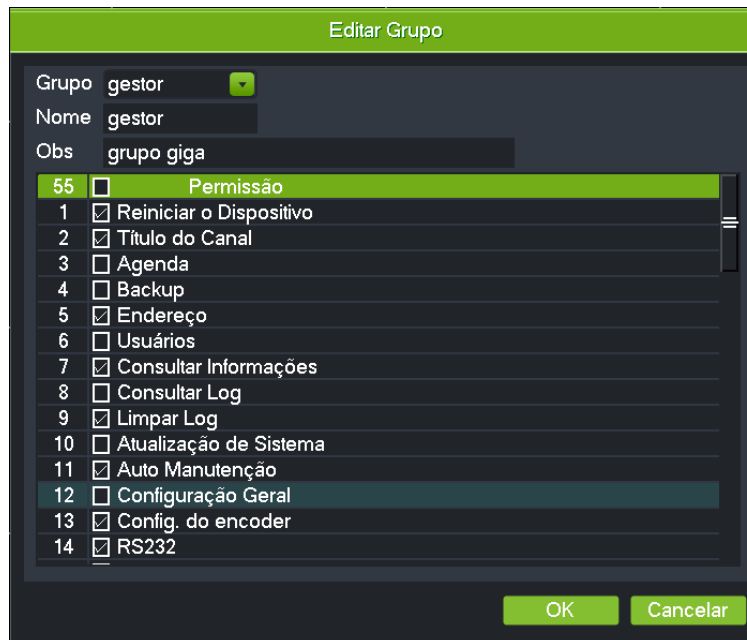 Editar Grupo
Grupo gestor
Nome gestor
Obs grupo giga
55 Permissão
1 Reiniciar o Dispositivo
2 Título do Canal
3 Agenda
4 Backup
5 Endereço
6 Usuários
7 Consultar Informações
8 Consultar Log
9 Limpar Log
10 Atualização de Sistema
11 Auto Manutenção
12 Configuração Geral
13 Config. do encoder
14 RS232
OK Cancelar